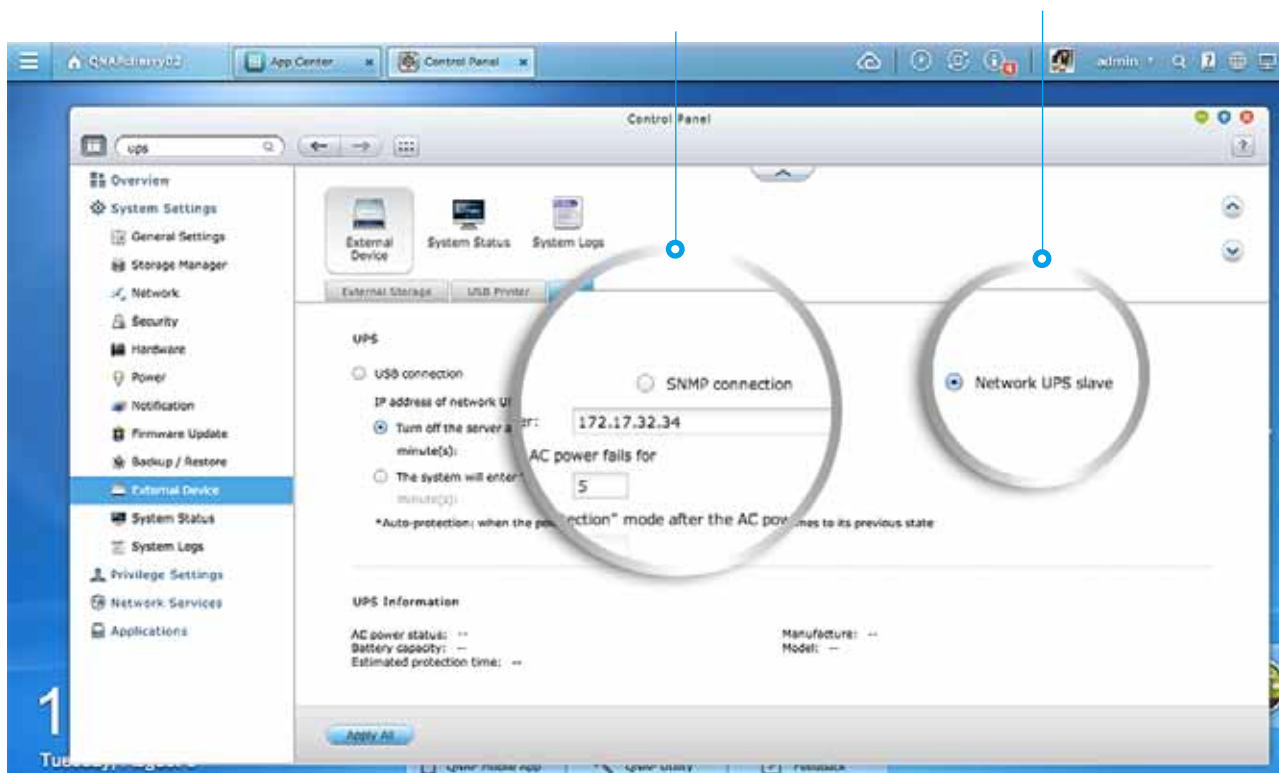 App Center
Control Panel
admin
Control Panel
ups
Overview
System Settings
General Settings
Storage Manager
Network
Security
Hardware
Power
Notification
Firmware Update
Backup / Restore
External Device
System Status
System Logs
Privilege Settings
Network Services
Applications
External Device
System Status
System Logs
External Storage
USB Printer
UPS
USB connection
SNMP connection
Network UPS slave
IP address of network U
er:
172.17.32.34
Turn off the server a
AC power fails for
minute(s):
5
The system will enter
ection" mode after the AC pow
minute(s):
*Auto-protection: when the po
mes to its previous state
UPS Information
AC power status: --
Manufacture: --
Battery capacity: --
Model: --
Estimated protection time: --
Apply All
1